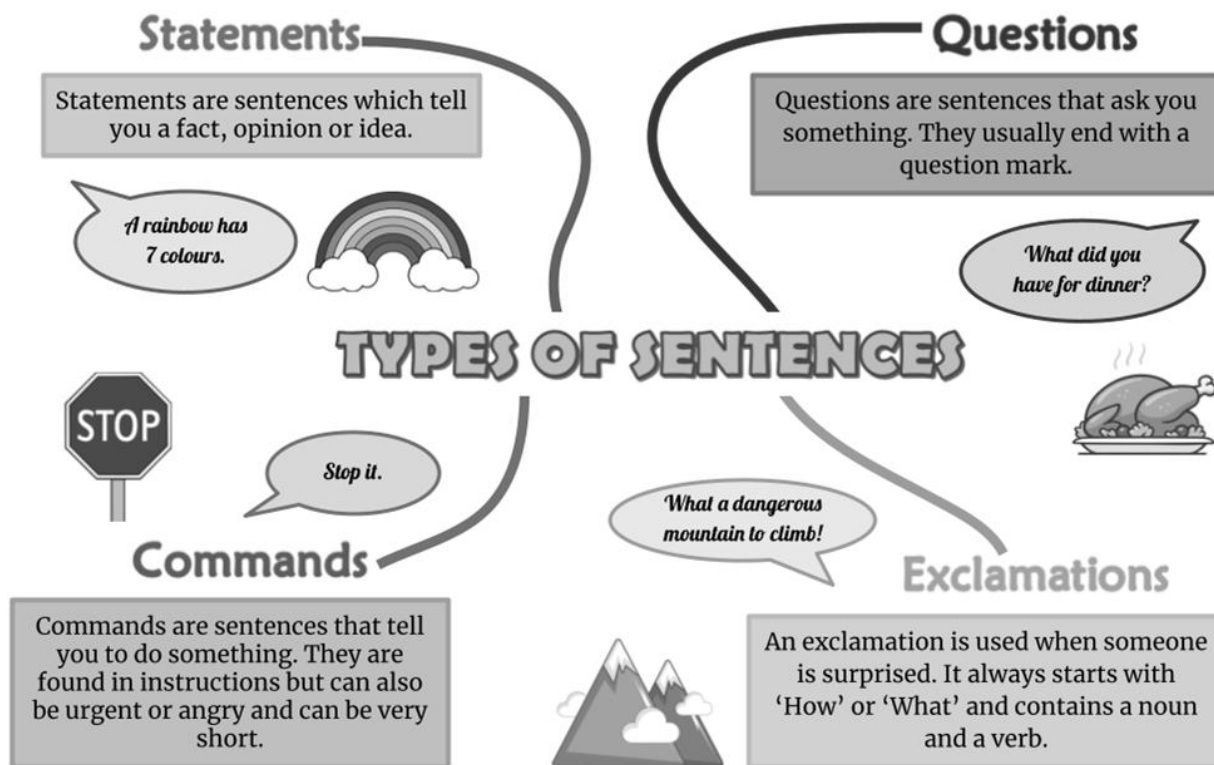 Statements
Statements are sentences which tell
you a fact, opinion or idea.
A rainbow has
7 colours.
Questions
Questions are sentences that ask you
something. They usually end with a
question mark.
What did you
have for dinner?
TYPES OF SENTENCES
STOP
Stop it.
Commands
Commands are sentences that tell
you to do something. They are
found in instructions but can also
be urgent or angry and can be very
short.
What a dangerous
mountain to climb!
Exclamations
An exclamation is used when someone
is surprised. It always starts with
‘How’ or ‘What’ and contains a noun
and a verb.